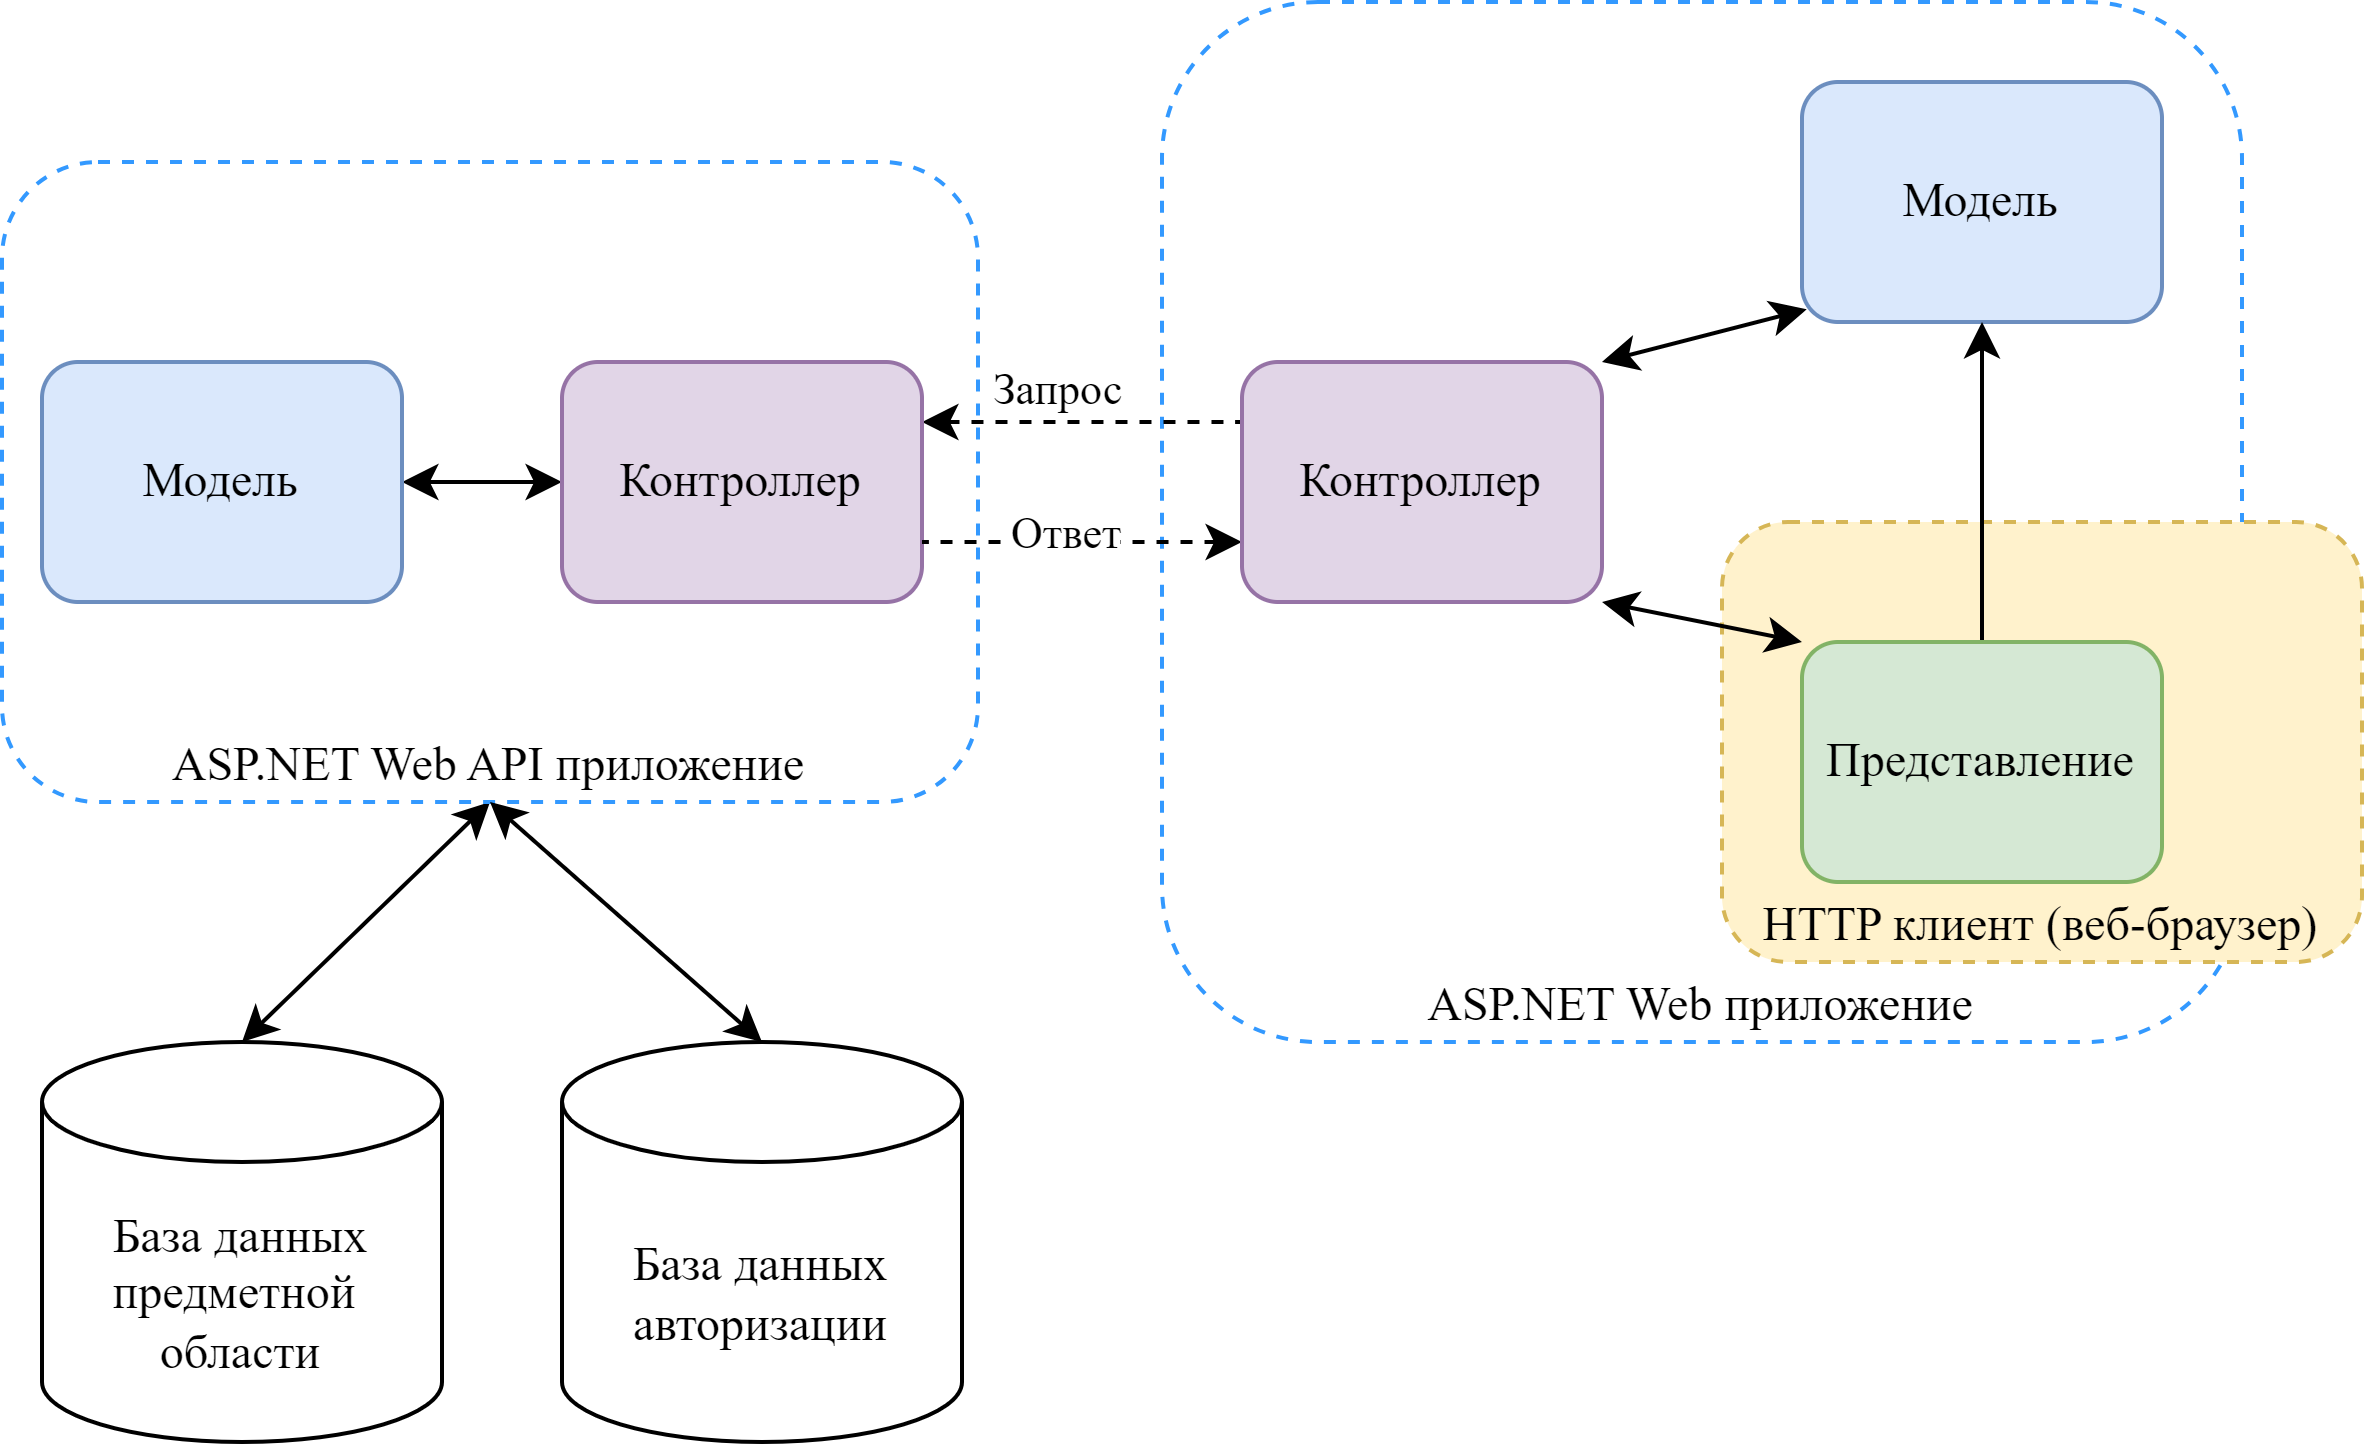 Модель
Запрос
Модель
Контроллер
Контроллер
Ответ
ASP.NET Web API приложение
Представление
HTTP клиент (веб-браузер)
ASP.NET Web приложение
База данных
предметной
области
База данных
авторизации